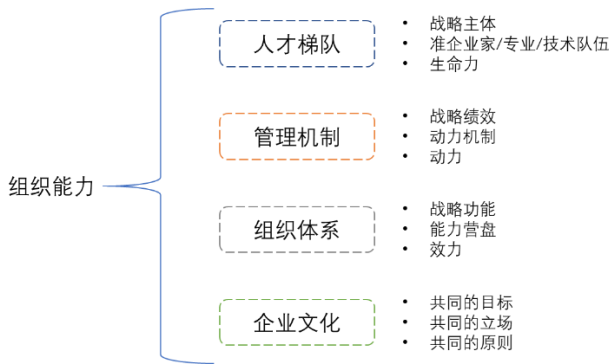 组织能力
人才梯队
• 战略主体
• 准企业家/专业/技术队伍
• 生命力
管理机制
• 战略绩效
• 动力机制
• 动力
组织体系
• 战略功能
• 能力营盘
• 效力
企业文化
• 共同的目标
• 共同的立场
• 共同的原则